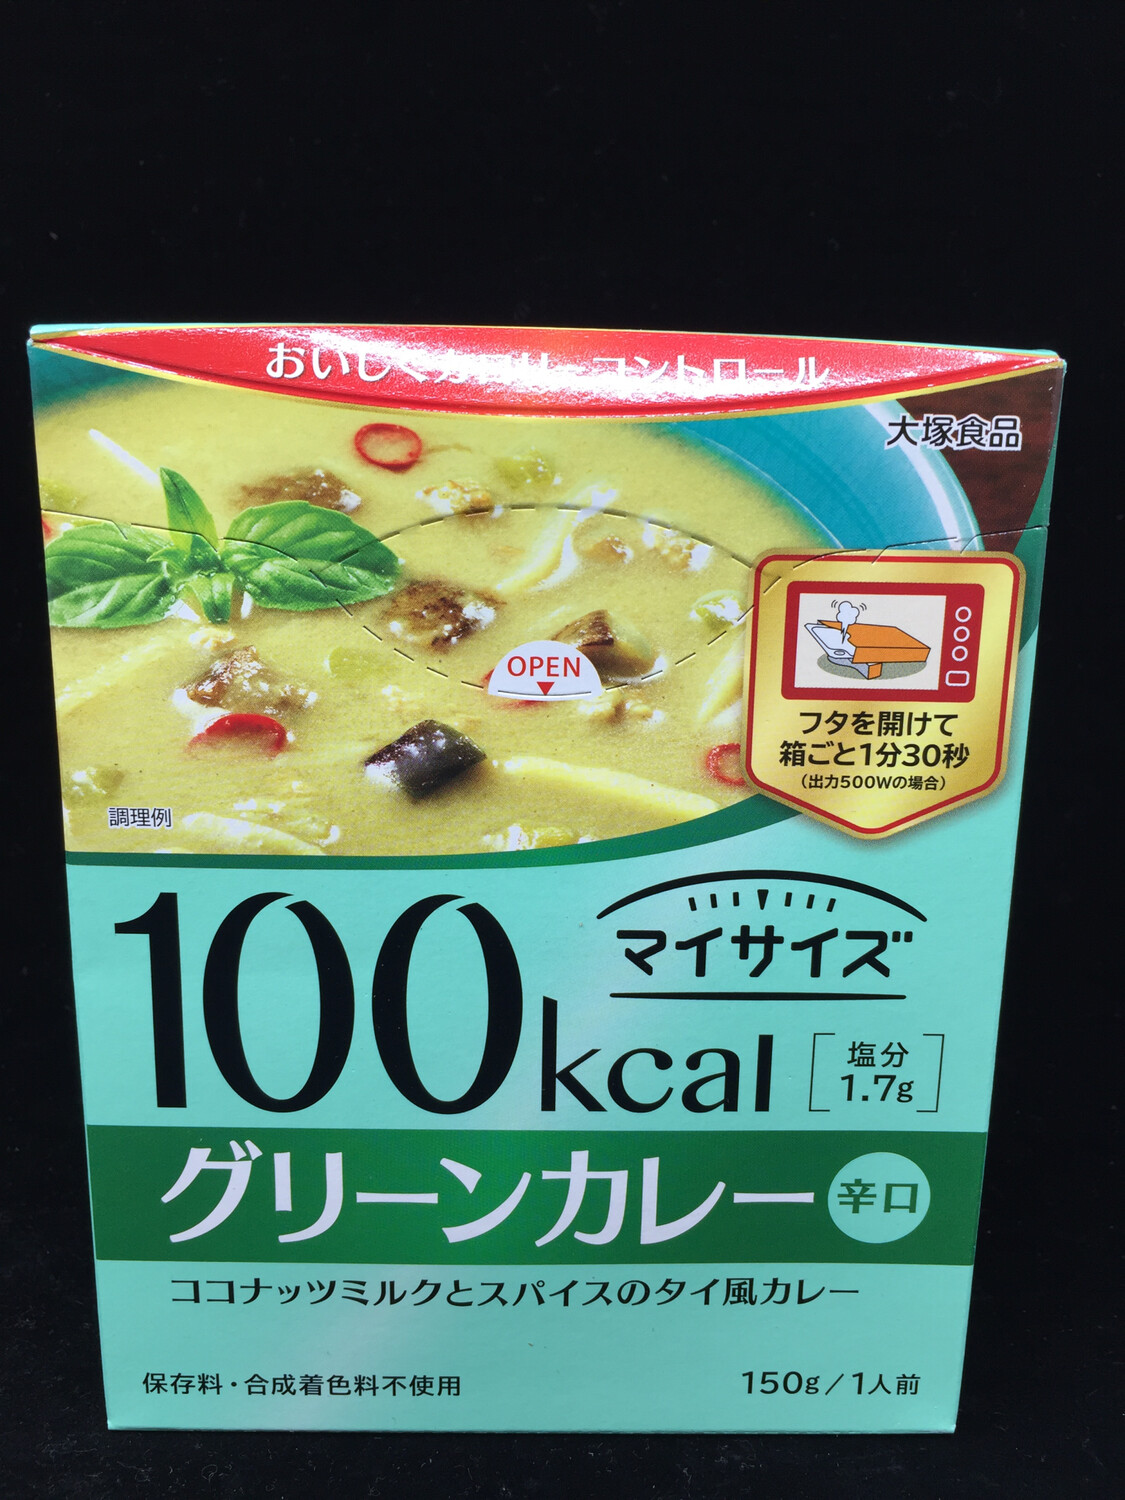 おいしくカロリーコントロール
大塚食品
OPEN
フタを開けて
箱ごと1分30秒
(出力500Wの場合)
調理例
マイサイズ
100kcal
塩分
1.7g
グリーンカレー 辛口
ココナッツミルクとスパイスのタイ風カレー
保存料・合成着色料不使用
150g/1人前